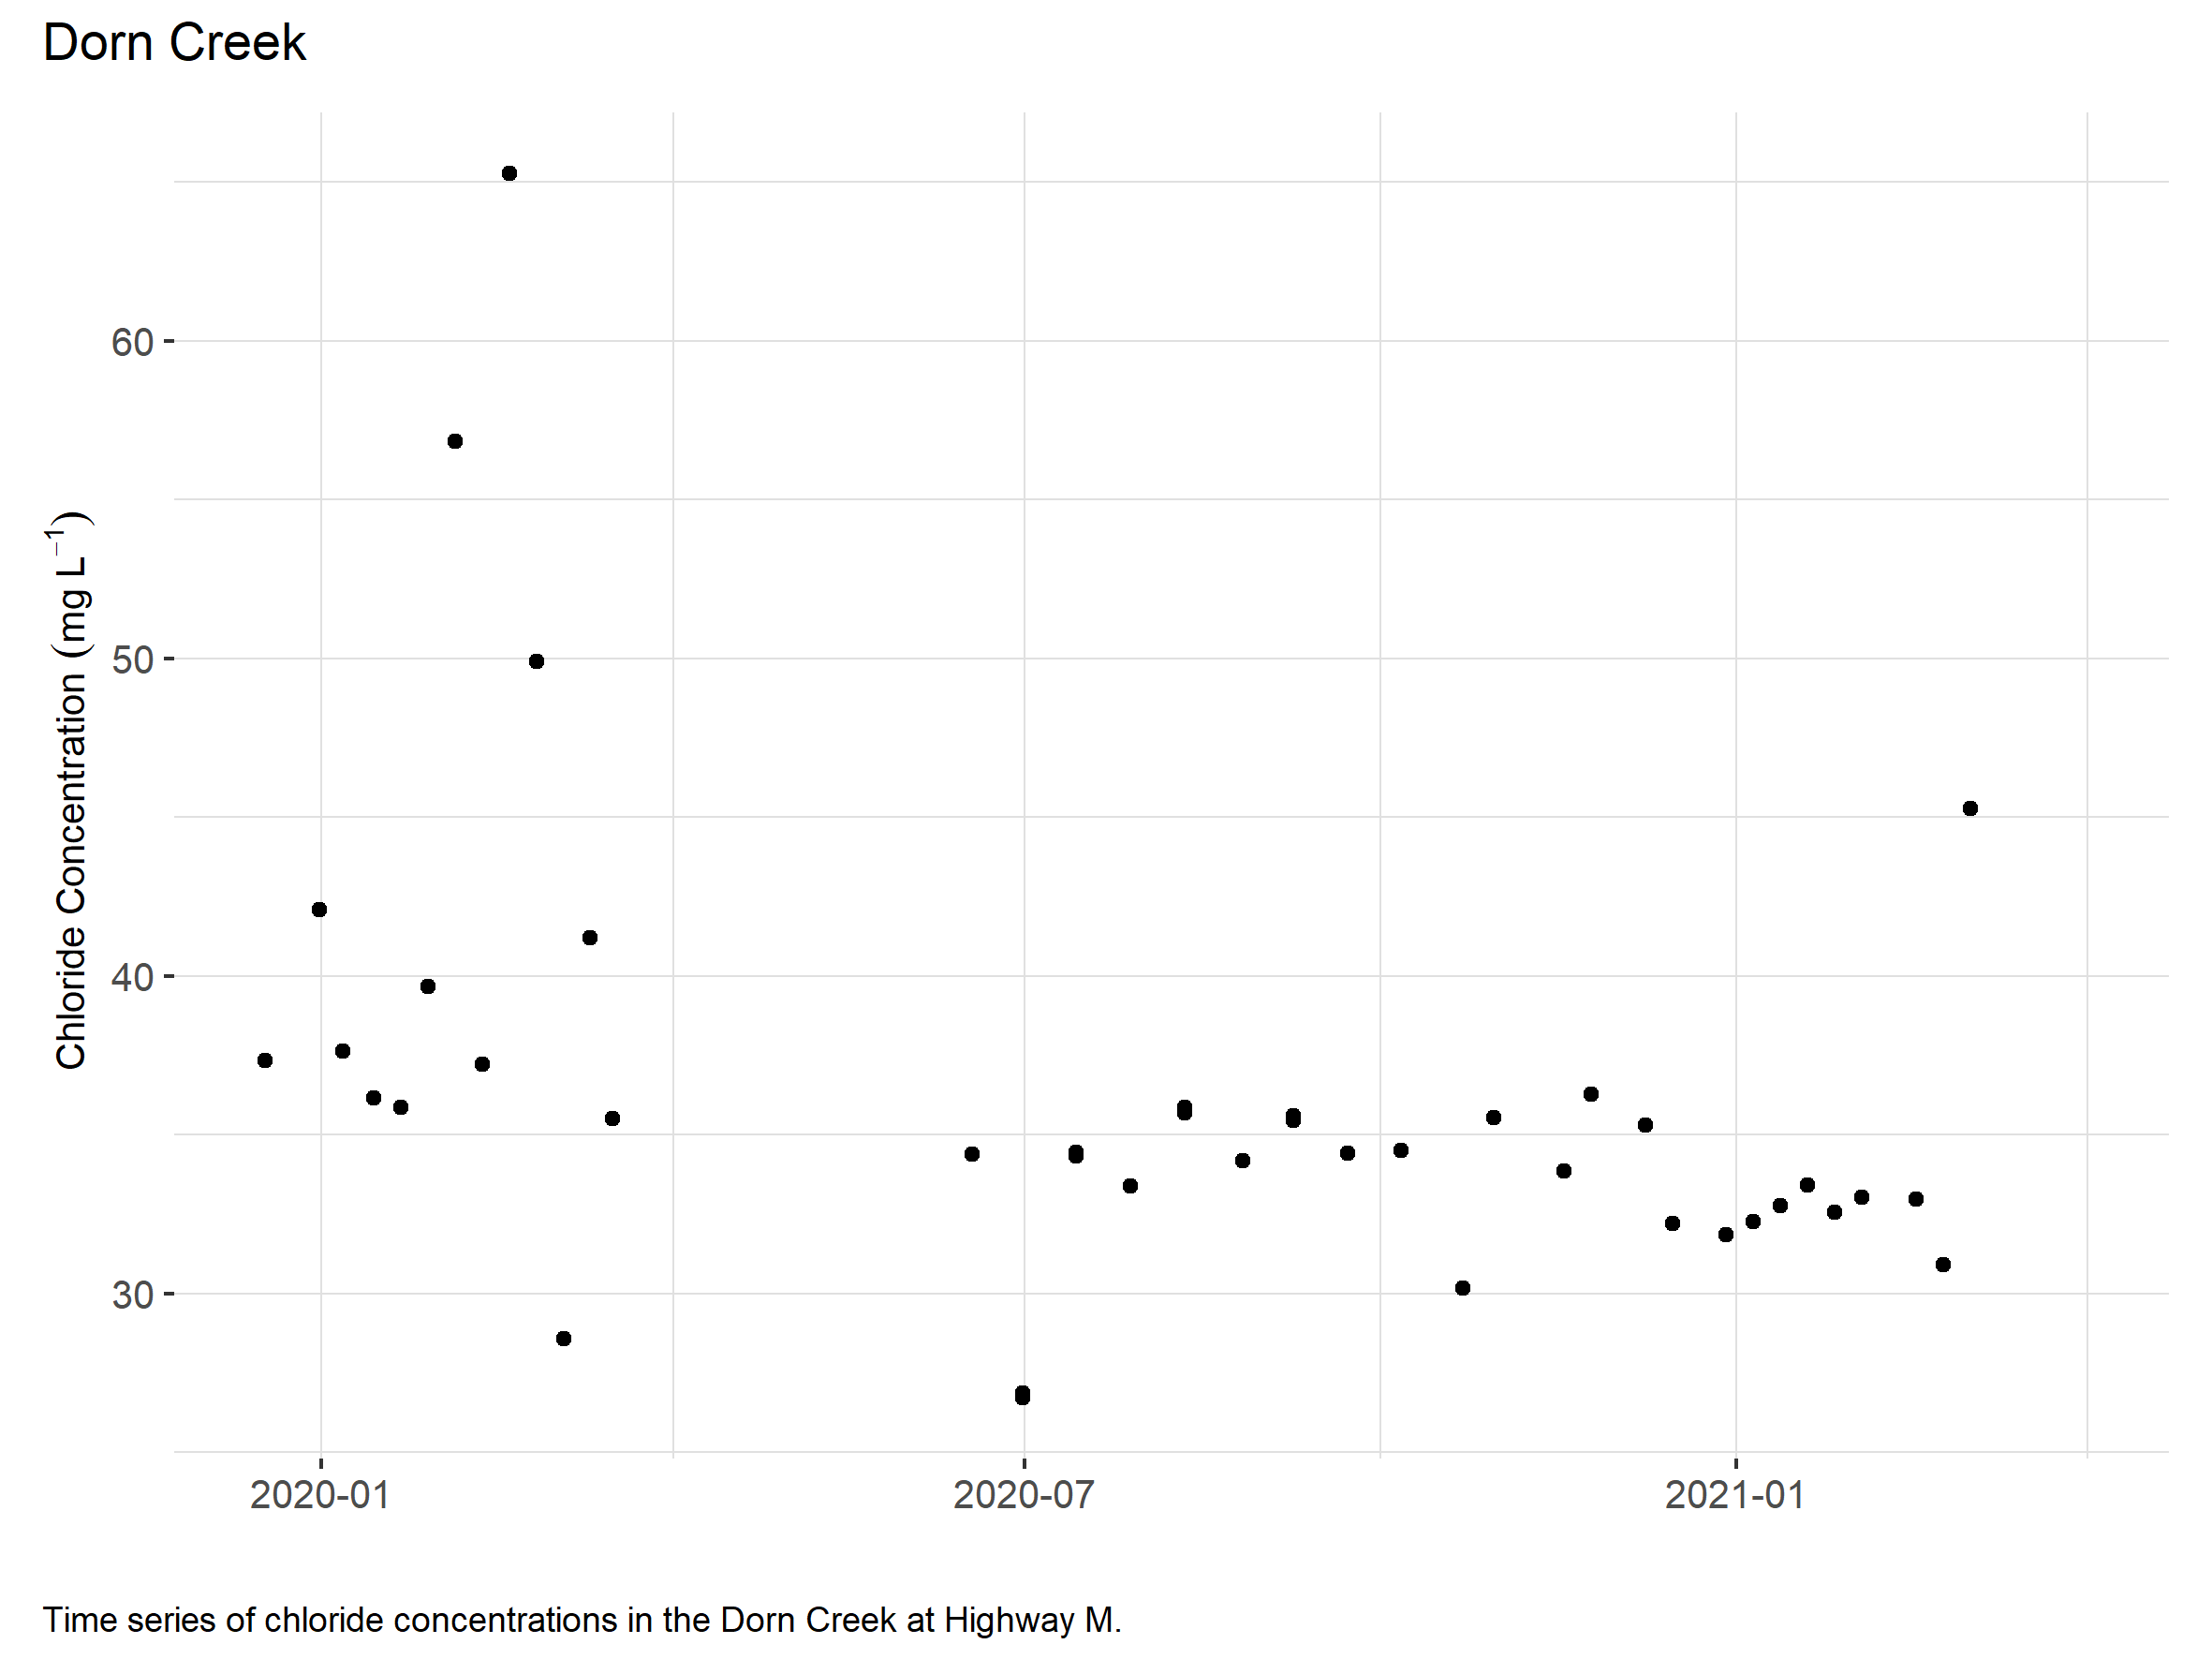 Dorn Creek
Chloride Concentration (mg L⁻¹)
60
50
40
30
2020-01 2020-07 2021-01
Time series of chloride concentrations in the Dorn Creek at Highway M.